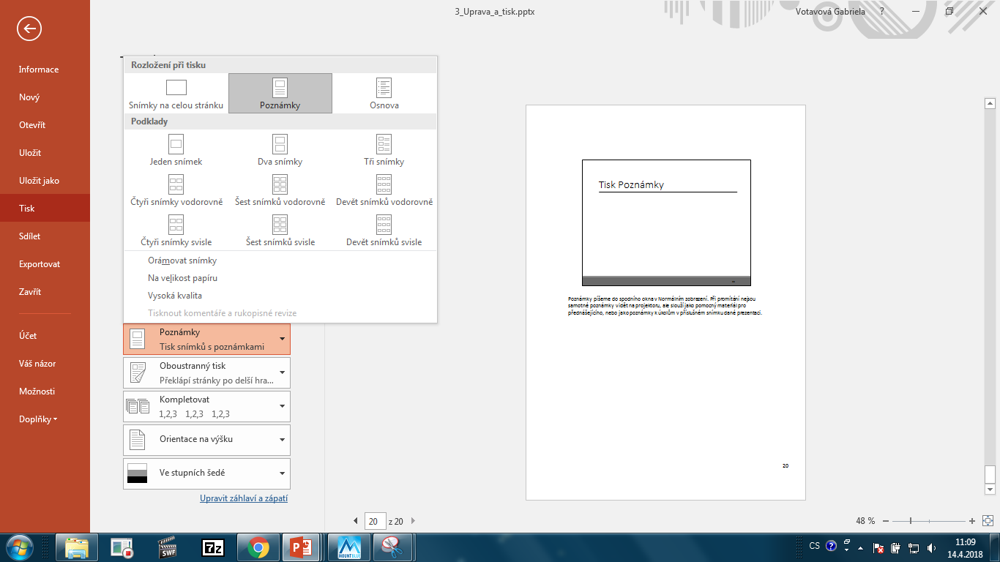 3_Uprava_a_tisk.pptx
Votavová Gabriela ?
Informace
Nový
Otevřít
Uložit
Uložit jako
Tisk
Sdílet
Exportovat
Zavřít
Účet
Váš názor
Možnosti
Doplňky
Rozložení při tisku
Snímky na celou stránku Poznámky Osnova
Podklady
Jeden snímek Dva snímky Tři snímky
Čtyři snímky vodorovně Šest snímků vodorovně Devět snímků vodorovně
Čtyři snímky svisle Šest snímků svisle Devět snímků svisle
Orámovat snímky
Na velikost papíru
Vysoká kvalita
Tisknout komentáře a rukopisné revize
Poznámky
Tisk snímků s poznámkami
Oboustranný tisk
Překlápí stránky po delší hra...
Kompletovat
1,2,3 1,2,3 1,2,3
Orientace na výšku
Ve stupních šedé
Upravit záhlaví a zápatí
Tisk Poznámky
Poznámky píšeme do spodního okna v Normálním zobrazení. Při promítání nejsou
samotné poznámky vidět na projektoru, ale slouží jako pomocný materiál pro
přednášejícího, nebo jako poznámky k úkolům v příslušném snímku dané prezentaci.
20
20 z 20
48 %
SWF
7z
MOUNTBLUE
CS ?
11:09
14.4.2018